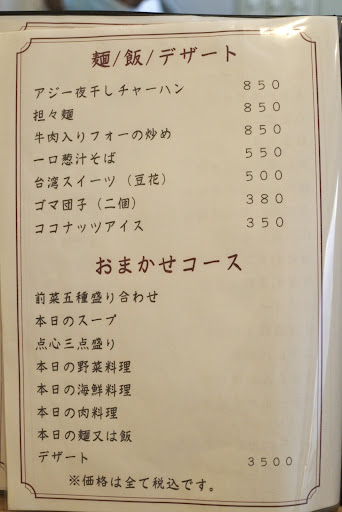 麺/飯/デザート
アジー夜干しチャーハン 850
担々麺 850
牛肉入りフォーの炒め 850
一口葱汁そば 550
台湾スイーツ（豆花） 500
ゴマ団子（二個） 380
ココナッツアイス 350
おまかせコース
前菜五種盛り合わせ
本日のスープ
点心三点盛り
本日の野菜料理
本日の海鮮料理
本日の肉料理
本日の麺又は飯
デザート 3500
※価格は全て税込です。